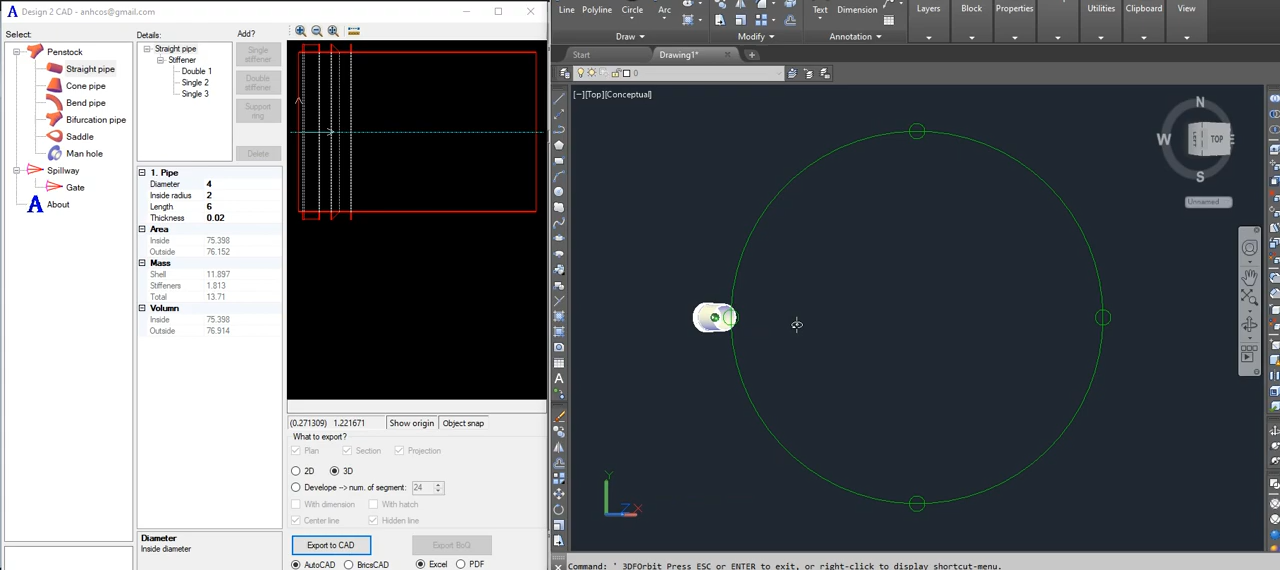 Design 2 CAD - anhcos@gmail.com
Select:
Penstock
Straight pipe
Cone pipe
Bend pipe
Bifurcation pipe
Saddle
Man hole
Spillway
Gate
A About
Details:
Add?
Straight pipe
Stiffener
Double 1
Single 2
Single 3
Single stiffener
Double stiffener
Support ring
Delete
1. Pipe
Diameter 4
Inside radius 2
Length 6
Thickness 0.02
Area
Inside 75.398
Outside 76.152
Mass
Shell 11.897
Stiffeners 1.813
Total 13.71
Volumn
Inside 75.398
Outside 76.914
Diameter
Inside diameter
(0.271309) 1.221671 Show origin Object snap
What to export?
Plan Section Projection
2D 3D
Develope --> num. of segment: 24
With dimension With hatch
Center line Hidden line
Export to CAD Export BoQ
AutoCAD BricsCAD Excel PDF
Line Polyline Circle Arc Text Dimension Layers Block Properties Utilities Clipboard View
Draw Modify Annotation
Start Drawing1*
0
[−][Top][Conceptual]
N
W TOP E
S
Unnamed
Y
Z X
Command: ' 3DFOrbit Press ESC or ENTER to exit, or right-click to display shortcut-menu.